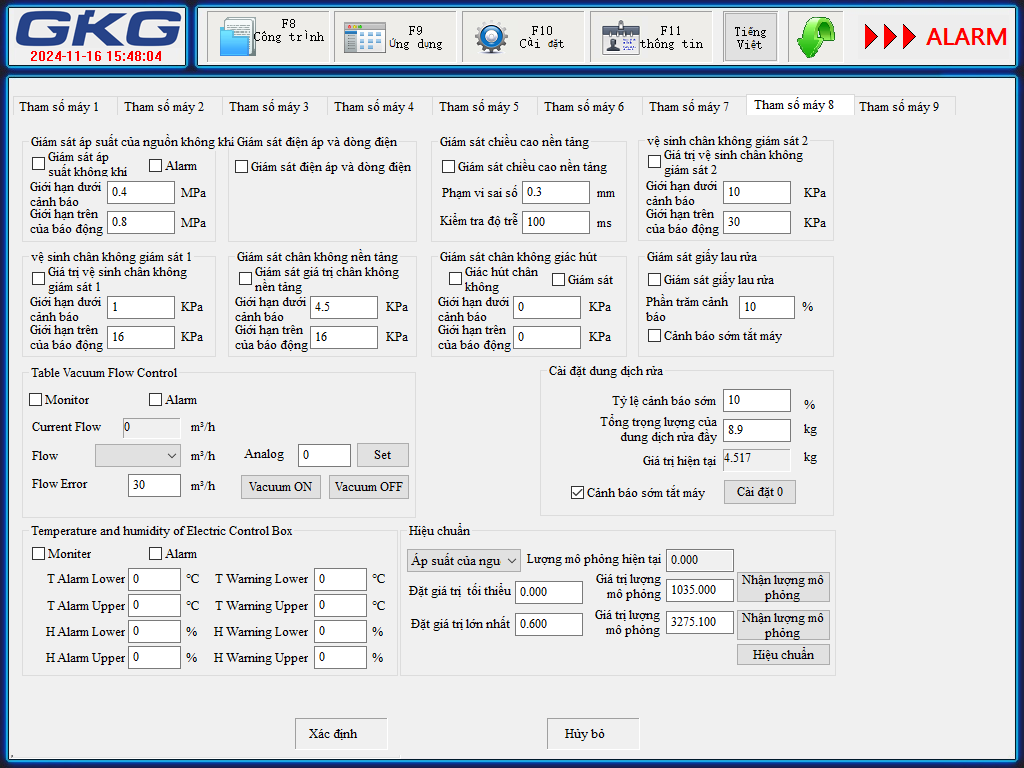 GKG
2024-11-16 15:48:04
F8
Công trình
F9
Ứng dụng
F10
Cài đặt
F11
thông tin
Tiếng
Việt
ALARM
Tham số máy 1
Tham số máy 2
Tham số máy 3
Tham số máy 4
Tham số máy 5
Tham số máy 6
Tham số máy 7
Tham số máy 8
Tham số máy 9
Giám sát áp suất của nguồn không khí
Giám sát áp
suất không khí
Alarm
Giới hạn dưới
cảnh báo
0.4
MPa
Giới hạn trên
của báo động
0.8
MPa
Giám sát điện áp và dòng điện
Giám sát điện áp và dòng điện
Giám sát chiều cao nền tảng
Giám sát chiều cao nền tảng
Phạm vi sai số
0.3
mm
Kiểm tra độ trễ
100
ms
vệ sinh chân không giám sát 2
Giá trị vệ sinh chân không
giám sát 2
Giới hạn dưới
cảnh báo
10
KPa
Giới hạn trên
của báo động
30
KPa
vệ sinh chân không giám sát 1
Giá trị vệ sinh chân không
giám sát 1
Giới hạn dưới
cảnh báo
1
KPa
Giới hạn trên
của báo động
16
KPa
Giám sát chân không nền tảng
Giám sát giá trị chân không
nền tảng
Giới hạn dưới
cảnh báo
4.5
KPa
Giới hạn trên
của báo động
16
KPa
Giám sát chân không giác hút
Giác hút chân
không
Giám sát
Giới hạn dưới
cảnh báo
0
KPa
Giới hạn trên
của báo động
0
KPa
Giám sát giấy lau rửa
Giám sát giấy lau rửa
Phần trăm cảnh
báo
10
%
Cảnh báo sớm tắt máy
Table Vacuum Flow Control
Monitor
Alarm
Current Flow
0
m³/h
Flow
m³/h
Analog
0
Set
Flow Error
30
m³/h
Vacuum ON
Vacuum OFF
Cài đặt dung dịch rửa
Tỷ lệ cảnh báo sớm
10
%
Tổng trọng lượng của
dung dịch rửa đầy
8.9
kg
Giá trị hiện tại
4.517
kg
Cảnh báo sớm tắt máy
Cài đặt 0
Temperature and humidity of Electric Control Box
Moniter
Alarm
T Alarm Lower
0
°C
T Warning Lower
0
°C
T Alarm Upper
0
°C
T Warning Upper
0
°C
H Alarm Lower
0
%
H Warning Lower
0
%
H Alarm Upper
0
%
H Warning Upper
0
%
Hiệu chuẩn
Áp suất của ngu
Lượng mô phỏng hiện tại
0.000
Đặt giá trị tối thiểu
0.000
Giá trị lượng
mô phỏng
1035.000
Nhận lượng mô
phỏng
Đặt giá trị lớn nhất
0.600
Giá trị lượng
mô phỏng
3275.100
Nhận lượng mô
phỏng
Hiệu chuẩn
Xác định
Hủy bỏ